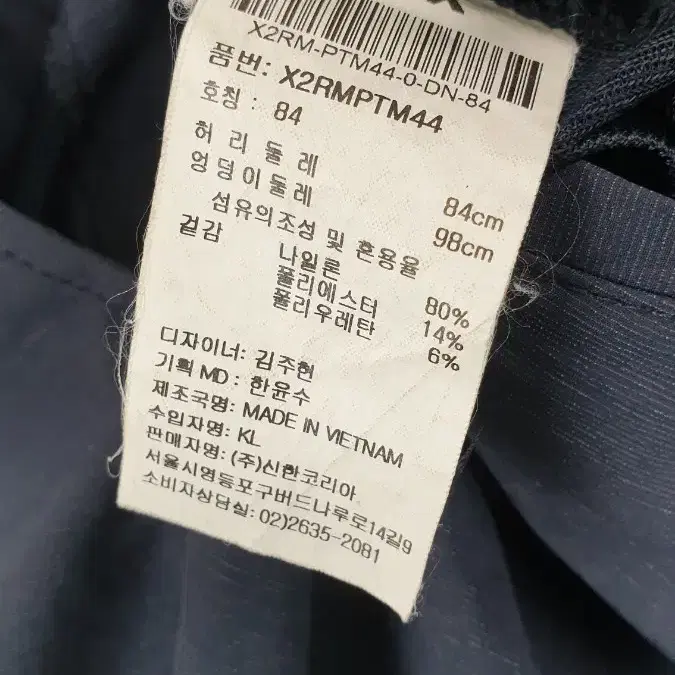 X2RM-PTM44-0-DN-84
품번: X2RMPTM44
호칭 : 84
허 리 둘 레 84cm
엉덩이둘레 98cm
섬유의조성 및 혼용율
겉감 나일론 80%
폴리에스터 14%
폴리우레탄 6%
디자이너: 김주현
기획 MD : 한윤수
제조국명: MADE IN VIETNAM
수입자명: KL
판매자명: (주)신한코리아
서울시영등포구버드나루로14길9
소비자상담실: 02)2635-2081